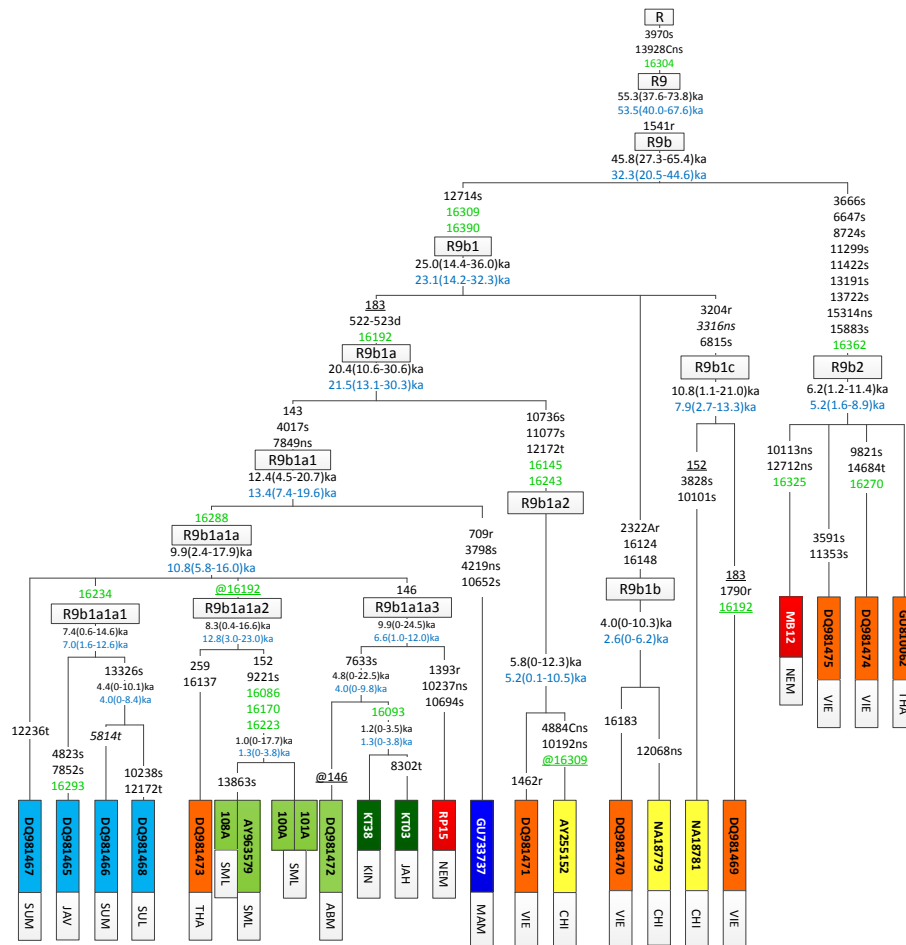 R
3970s
13928Cns
16304
R9
55.3(37.6-73.8)ka
53.5(40.0-67.6)ka
1541r
R9b
45.8(27.3-65.4)ka
32.3(20.5-44.6)ka
12714s
16309
16390
R9b1
25.0(14.4-36.0)ka
23.1(14.2-32.3)ka
3666s
6647s
8724s
11299s
11422s
13191s
13722s
15314ns
15883s
16362
R9b2
6.2(1.2-11.4)ka
5.2(1.6-8.9)ka
183
522-523d
16192
R9b1a
20.4(10.6-30.6)ka
21.5(13.1-30.3)ka
3204r
3316ns
6815s
R9b1c
10.8(1.1-21.0)ka
7.9(2.7-13.3)ka
143
4017s
7849ns
R9b1a1
12.4(4.5-20.7)ka
13.4(7.4-19.6)ka
10736s
11077s
12172t
16145
16243
R9b1a2
152
3828s
10101s
10113ns
12712ns
16325
9821s
14684t
16270
3591s
11353s
16288
R9b1a1a
9.9(2.4-17.9)ka
10.8(5.8-16.0)ka
709r
3798s
4219ns
10652s
2322Ar
16124
16148
R9b1b
4.0(0-10.3)ka
2.6(0-6.2)ka
183
1790r
16192
16234
R9b1a1a1
7.4(0.6-14.6)ka
7.0(1.6-12.6)ka
@16192
R9b1a1a2
8.3(0.4-16.6)ka
12.8(3.0-23.0)ka
146
R9b1a1a3
9.9(0-24.5)ka
6.6(1.0-12.0)ka
13326s
4.4(0-10.1)ka
4.0(0-8.4)ka
259
16137
152
9221s
16086
16170
16223
1.0(0-17.7)ka
1.3(0-3.8)ka
7633s
4.8(0-22.5)ka
4.0(0-9.8)ka
1393r
10237ns
10694s
16093
1.2(0-3.5)ka
1.3(0-3.8)ka
5.8(0-12.3)ka
5.2(0.1-10.5)ka
4884Cns
10192ns
@16309
16183
12068ns
12236t
4823s
7852s
16293
5814t
10238s
12172t
13863s
@146
8302t
1462r
MB12
NEM
DQ981475
VIE
DQ981474
VIE
GU810062
THA
DQ981467
SUM
DQ981465
JAV
DQ981466
SUM
DQ981468
SUL
DQ981473
THA
108A
SML
AY963579
SML
100A
101A
SML
DQ981472
ABM
KT38
KIN
KT03
JAH
RP15
NEM
GU733737
MAM
DQ981471
VIE
AY255152
CHI
DQ981470
VIE
NA18779
CHI
NA18781
CHI
DQ981469
VIE